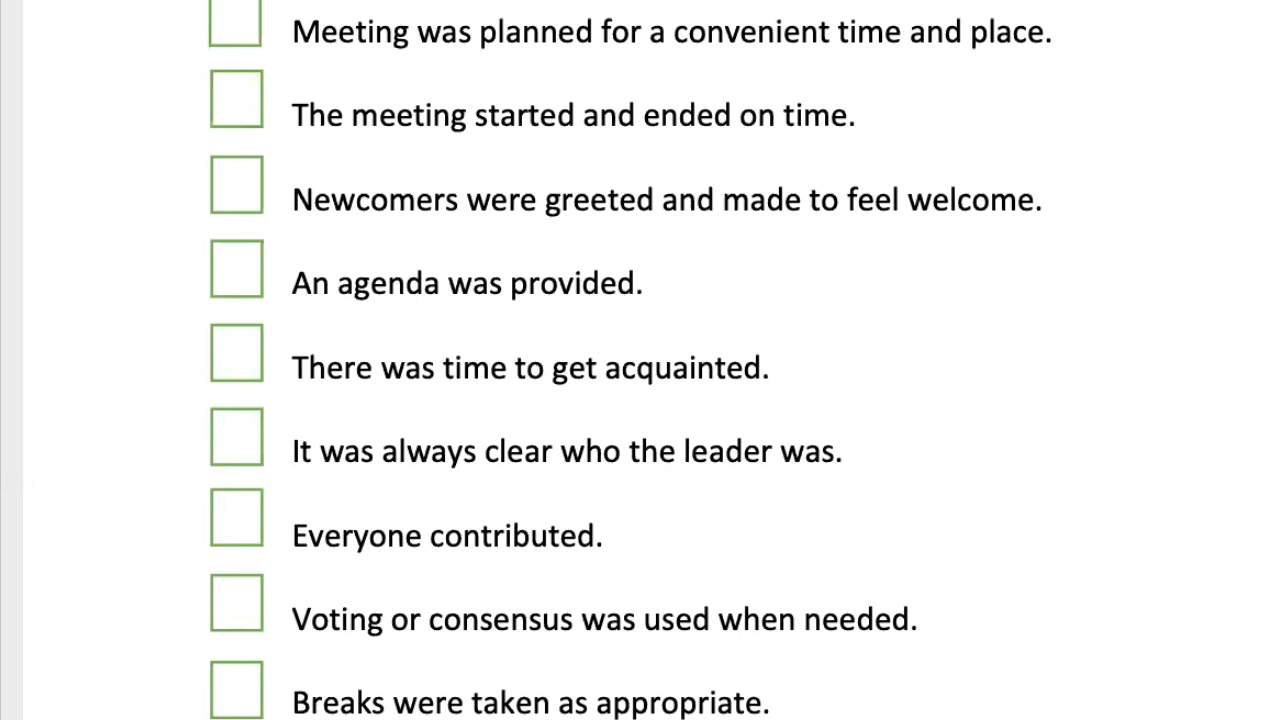 Meeting was planned for a convenient time and place.
The meeting started and ended on time.
Newcomers were greeted and made to feel welcome.
An agenda was provided.
There was time to get acquainted.
It was always clear who the leader was.
Everyone contributed.
Voting or consensus was used when needed.
Breaks were taken as appropriate.